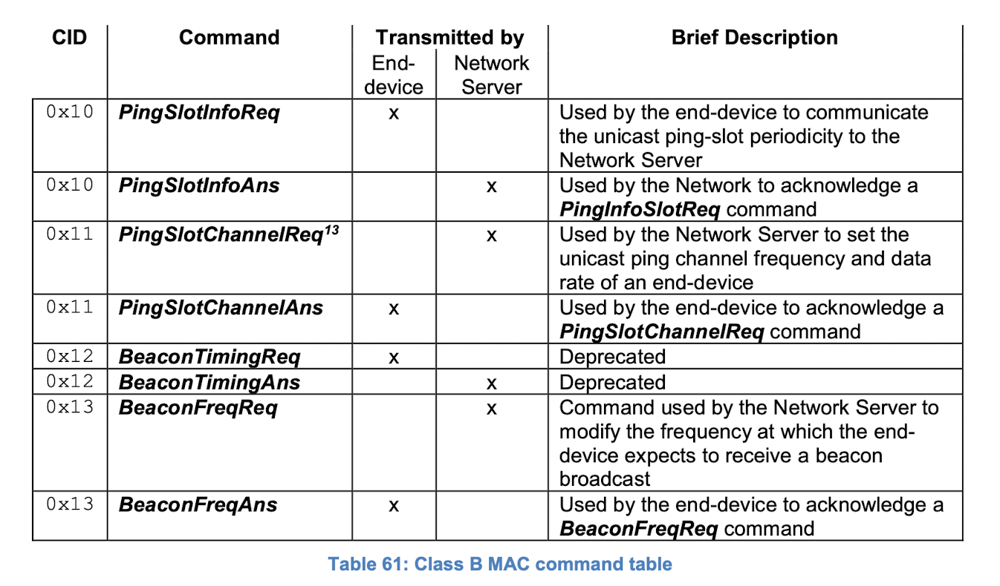 CID Command Transmitted by Brief Description
End- Network
device Server
0x10 PingSlotInfoReq x Used by the end-device to communicate
the unicast ping-slot periodicity to the
Network Server
0x10 PingSlotInfoAns x Used by the Network to acknowledge a
PingInfoSlotReq command
0x11 PingSlotChannelReq13 x Used by the Network Server to set the
unicast ping channel frequency and data
rate of an end-device
0x11 PingSlotChannelAns x Used by the end-device to acknowledge a
PingSlotChannelReq command
0x12 BeaconTimingReq x Deprecated
0x12 BeaconTimingAns x Deprecated
0x13 BeaconFreqReq x Command used by the Network Server to
modify the frequency at which the end-
device expects to receive a beacon
broadcast
0x13 BeaconFreqAns x Used by the end-device to acknowledge a
BeaconFreqReq command
Table 61: Class B MAC command table